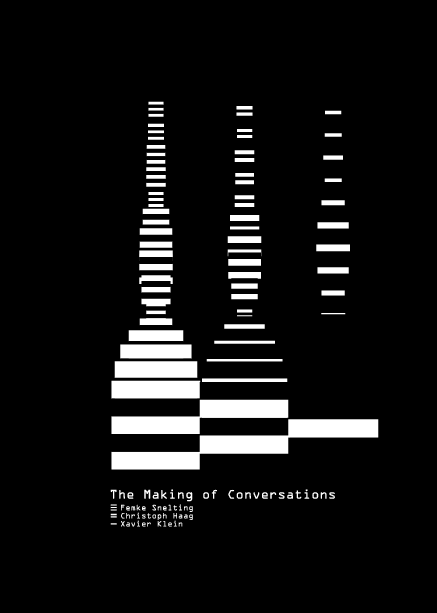 The Making of Conversations
Femke Snelting
Christoph Haag
Xavier Klein